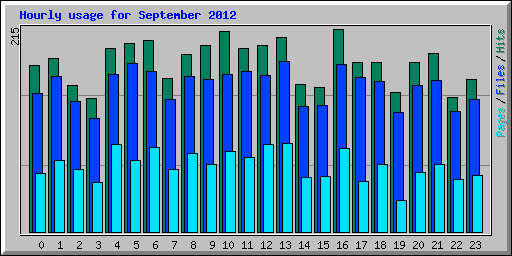 Hourly usage for September 2012
215
Pages / Files / Hits
0 1 2 3 4 5 6 7 8 9 10 11 12 13 14 15 16 17 18 19 20 21 22 23